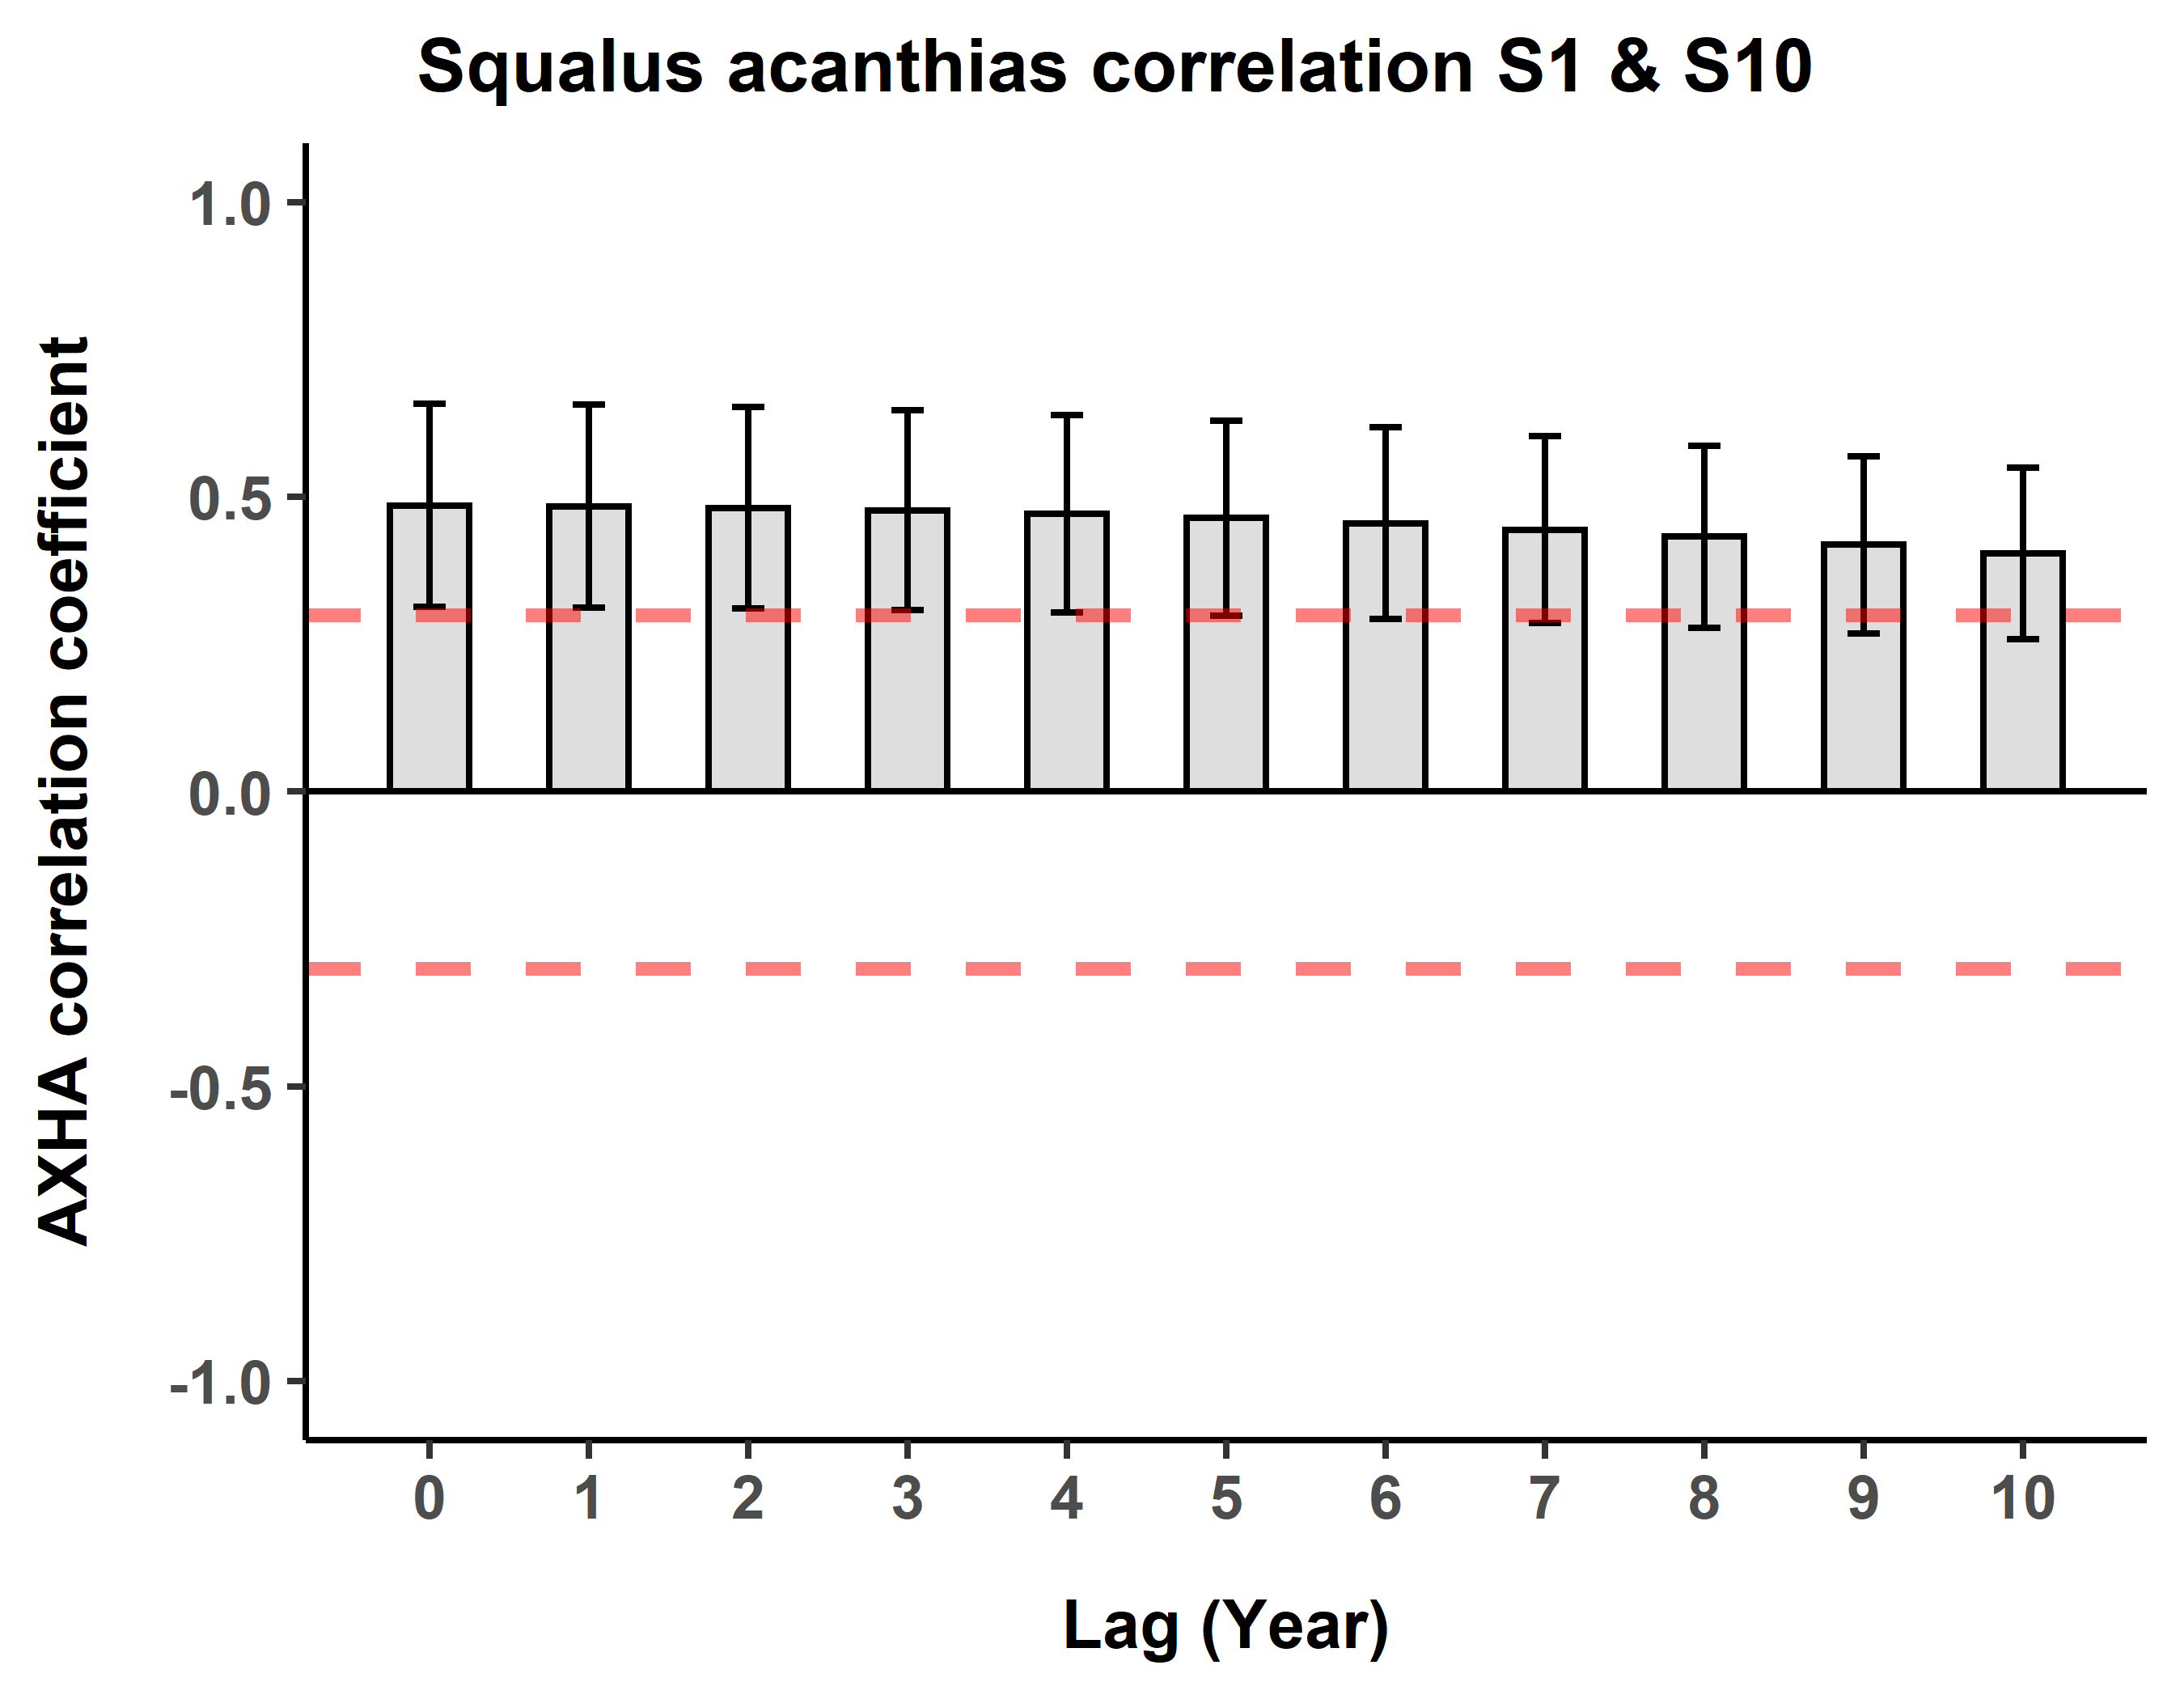 Squalus acanthias correlation S1 & S10
AXHA correlation coefficient
1.0
0.5
0.0
-0.5
-1.0
0 1 2 3 4 5 6 7 8 9 10
Lag (Year)